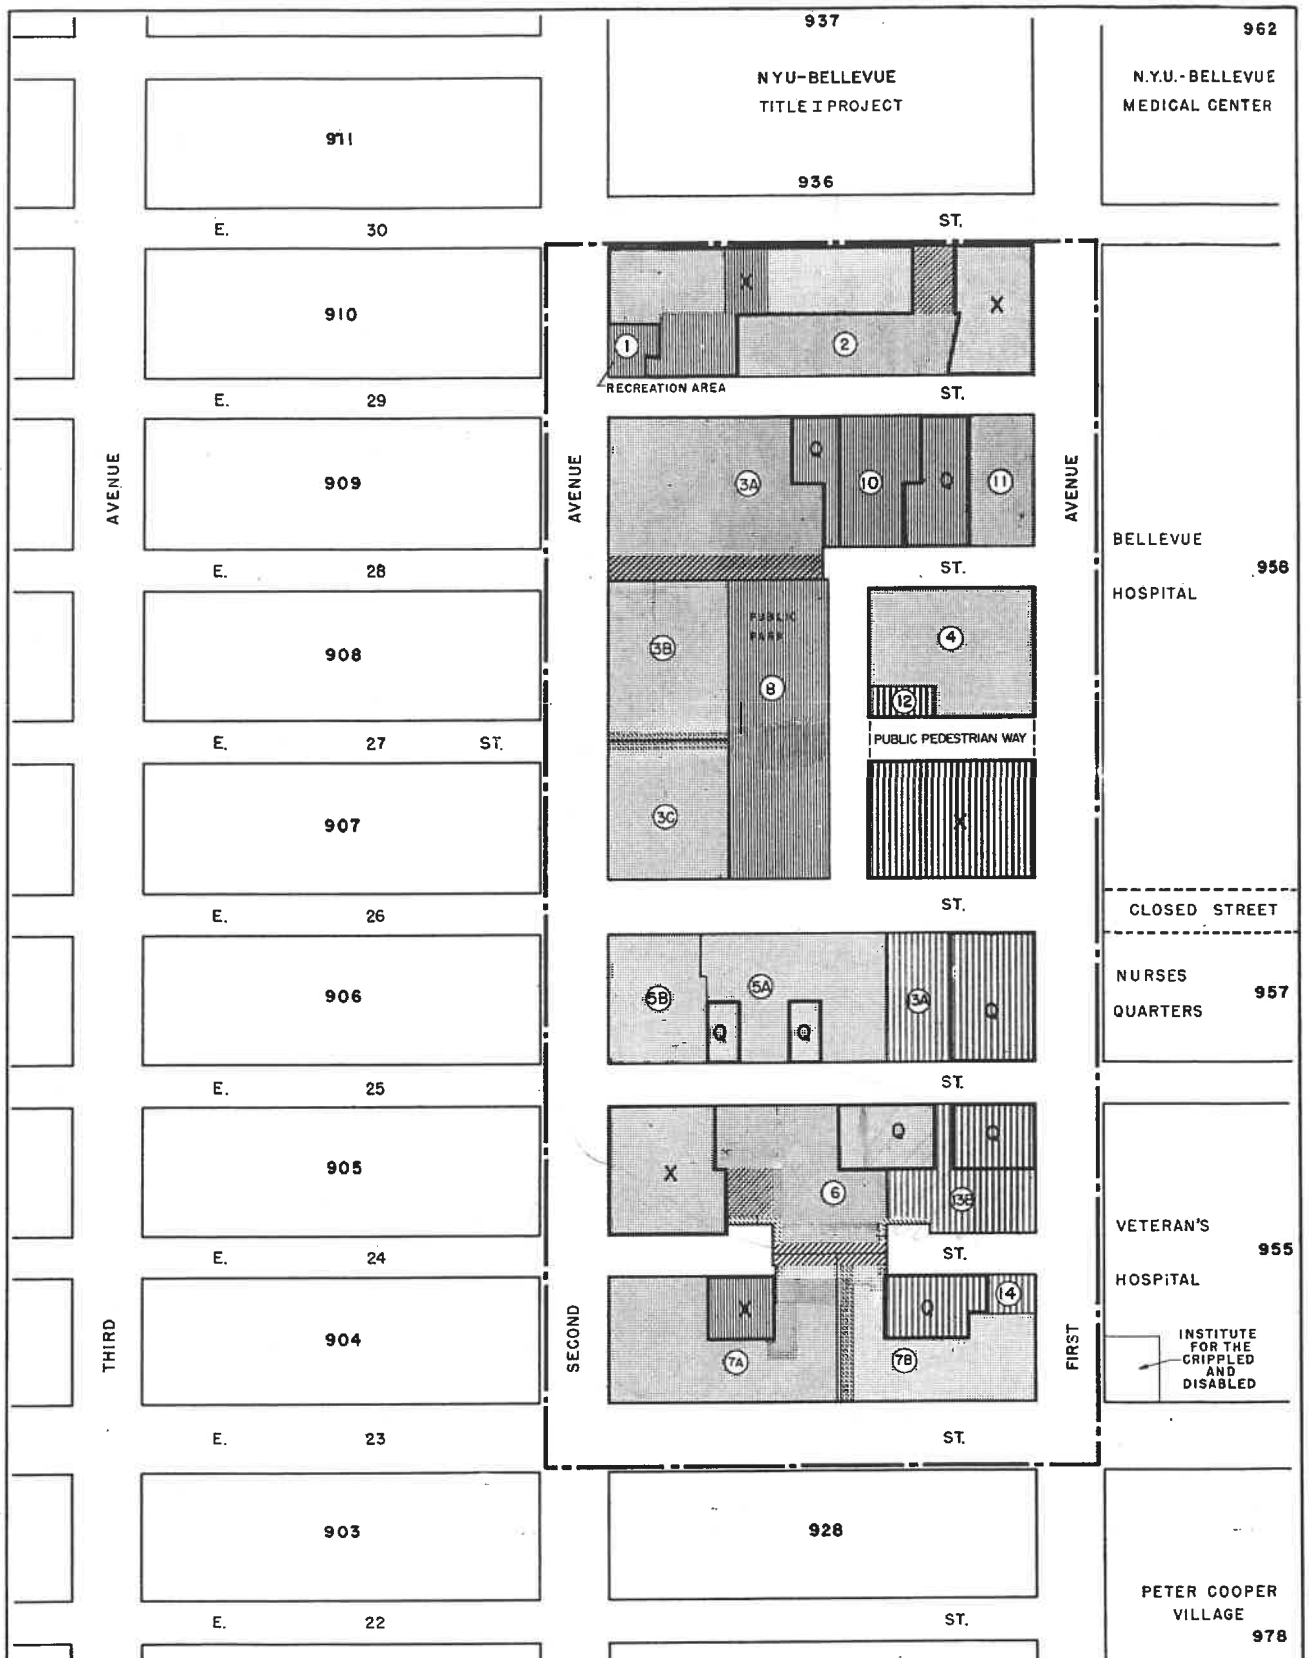 937
962
NYU-BELLEVUE
TITLE I PROJECT
N.Y.U.-BELLEVUE
MEDICAL CENTER
911
936
E. 30 ST.
910
X
X
1
2
RECREATION AREA
E. 29 ST.
AVENUE
AVENUE
AVENUE
909
3A
Q
10
Q
11
BELLEVUE
HOSPITAL
958
E. 28 ST.
908
3B
PUBLIC
PARK
8
4
12
E. 27 ST.
PUBLIC PEDESTRIAN WAY
907
3C
X
E. 26 ST.
CLOSED STREET
906
5B
5A
Q
Q
13A
Q
NURSES
QUARTERS
957
E. 25 ST.
905
X
Q
Q
6
13B
VETERAN'S
HOSPITAL
955
E. 24 ST.
904
X
Q
14
7A
7B
THIRD
SECOND
FIRST
INSTITUTE
FOR THE
CRIPPLED
AND
DISABLED
E. 23 ST.
903
928
PETER COOPER
VILLAGE
978
E. 22 ST.